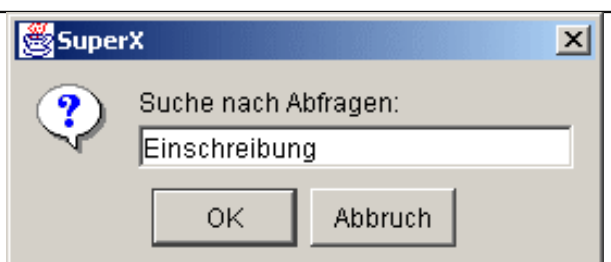 SuperX
Suche nach Abfragen:
Einschreibung
OK Abbruch